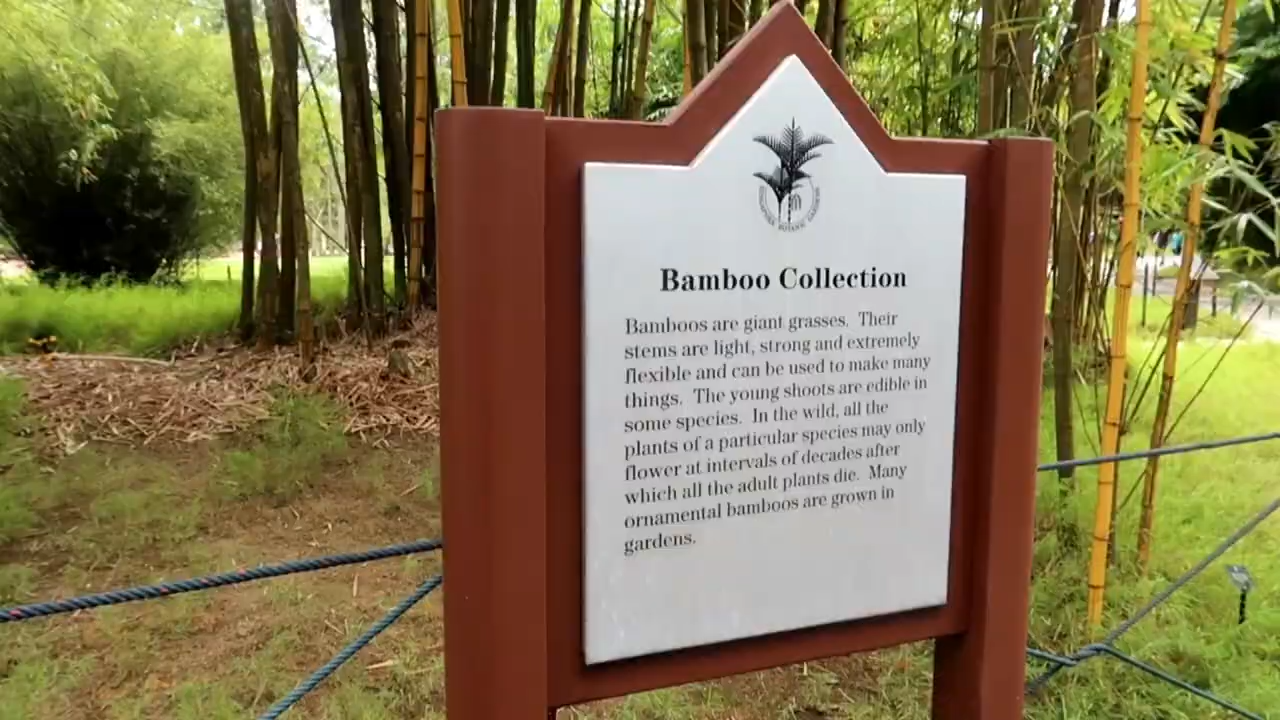 SINGAPORE BOTANIC GARDENS
Bamboo Collection
Bamboos are giant grasses. Their
stems are light, strong and extremely
flexible and can be used to make many
things. The young shoots are edible in
some species. In the wild, all the
plants of a particular species may only
flower at intervals of decades after
which all the adult plants die. Many
ornamental bamboos are grown in
gardens.